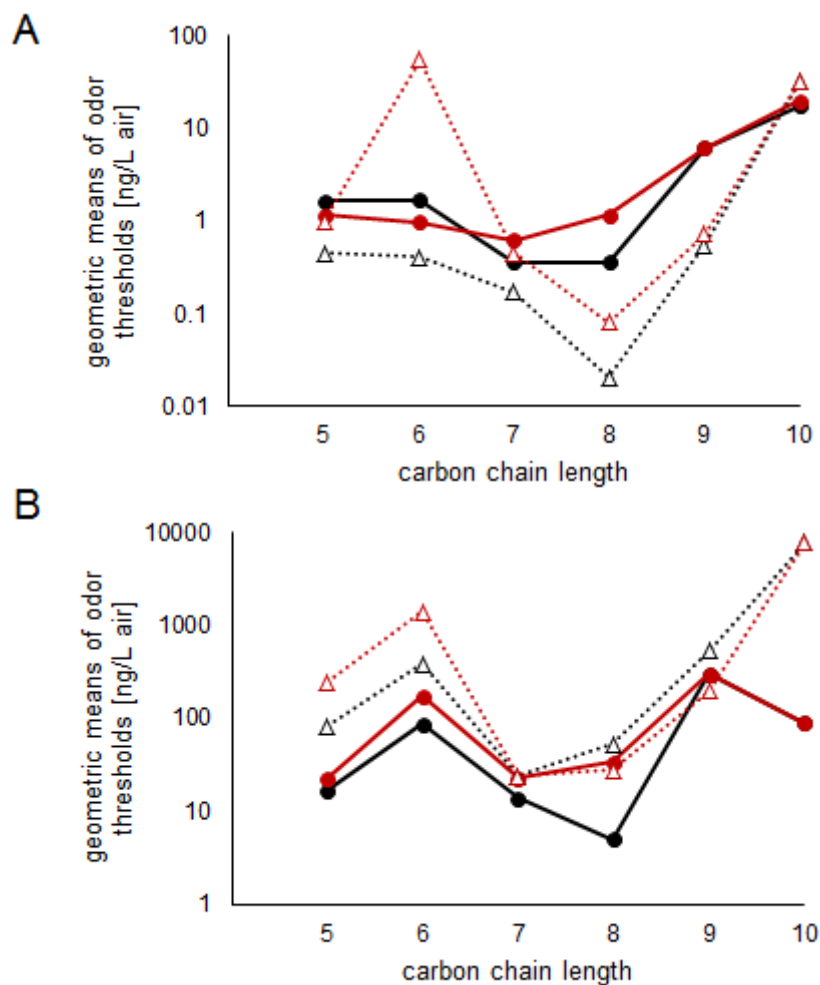 A
geometric means of odor
thresholds [ng/L air]
100
10
1
0.1
0.01
5 6 7 8 9 10
carbon chain length
B
geometric means of odor
thresholds [ng/L air]
10000
1000
100
10
1
5 6 7 8 9 10
carbon chain length